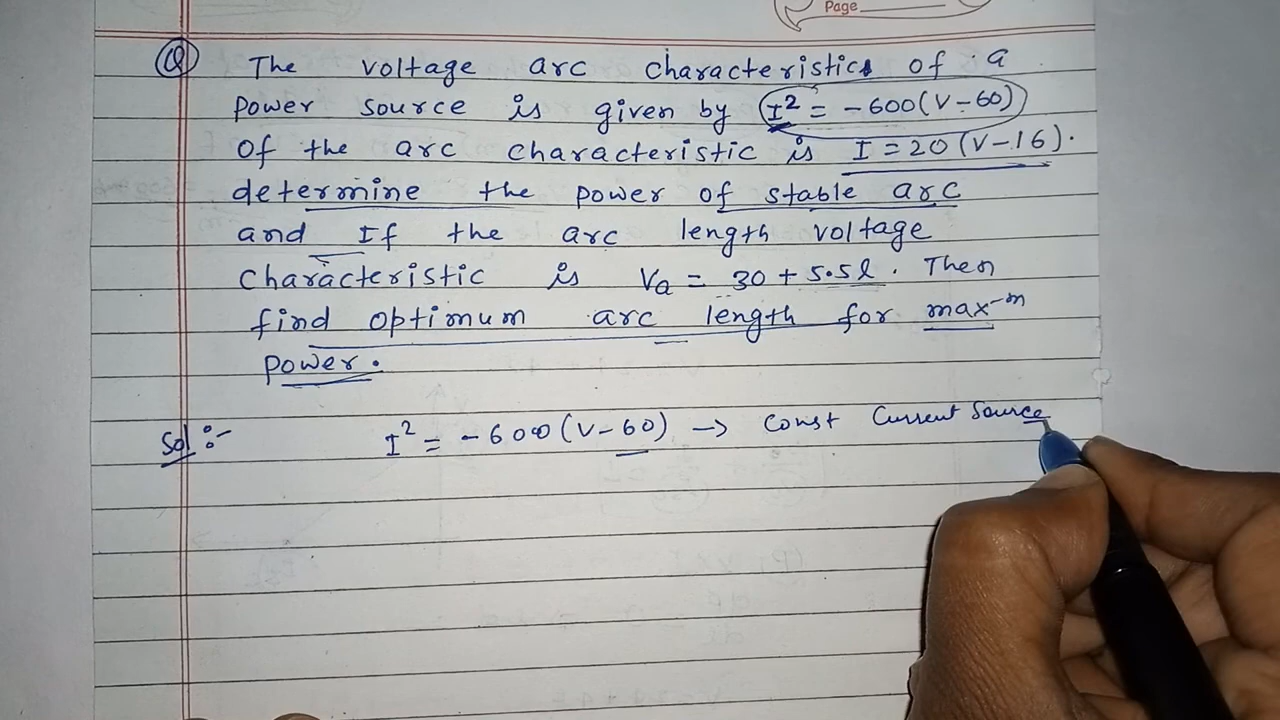 Page
Q The voltage arc characteristics of a
power source is given by I² = -600(V-60)
Of the arc characteristic is I = 20(V-16).
determine the power of stable arc
and If the arc length voltage
characteristic is Va = 30 + 5.5l. Then
find optimum arc length for max-m
power.
Sol :- I² = -600(V-60) → Const Current Source